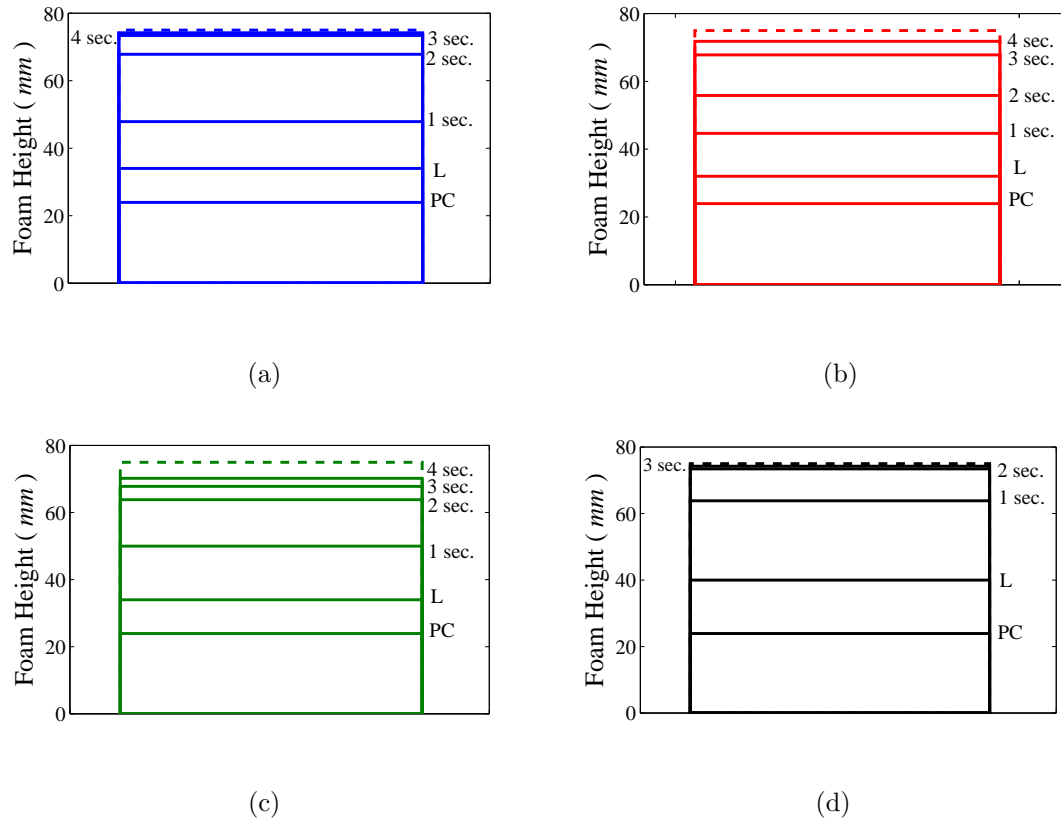 80
60
40
20
0
Foam Height ( mm )
4 sec.
3 sec.
2 sec.
1 sec.
L
PC
(a)
80
60
40
20
0
Foam Height ( mm )
4 sec.
3 sec.
2 sec.
1 sec.
L
PC
(b)
80
60
40
20
0
Foam Height ( mm )
4 sec.
3 sec.
2 sec.
1 sec.
L
PC
(c)
80
60
40
20
0
Foam Height ( mm )
3 sec.
2 sec.
1 sec.
L
PC
(d)